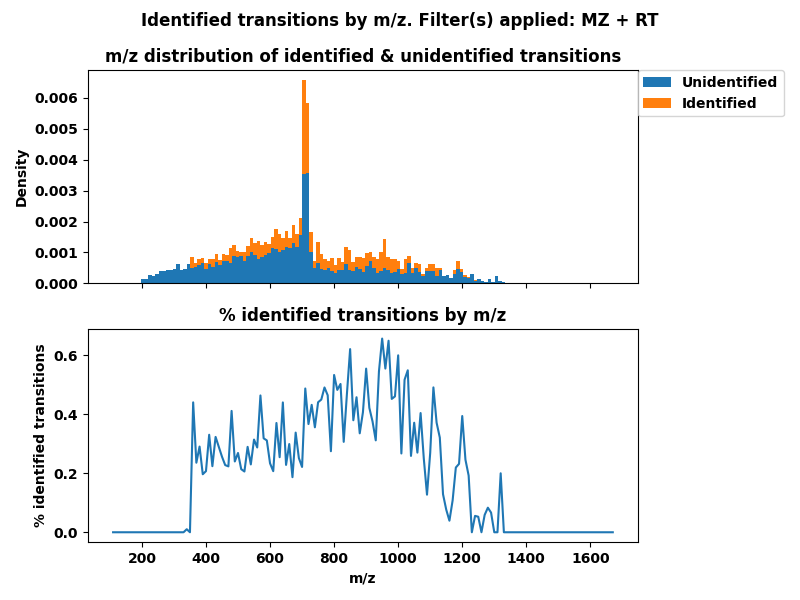 Identified transitions by m/z. Filter(s) applied: MZ + RT
m/z distribution of identified & unidentified transitions
Unidentified
Identified
0.006
0.005
0.004
0.003
0.002
0.001
0.000
Density
% identified transitions by m/z
0.6
0.4
0.2
0.0
% identified transitions
200 400 600 800 1000 1200 1400 1600
m/z